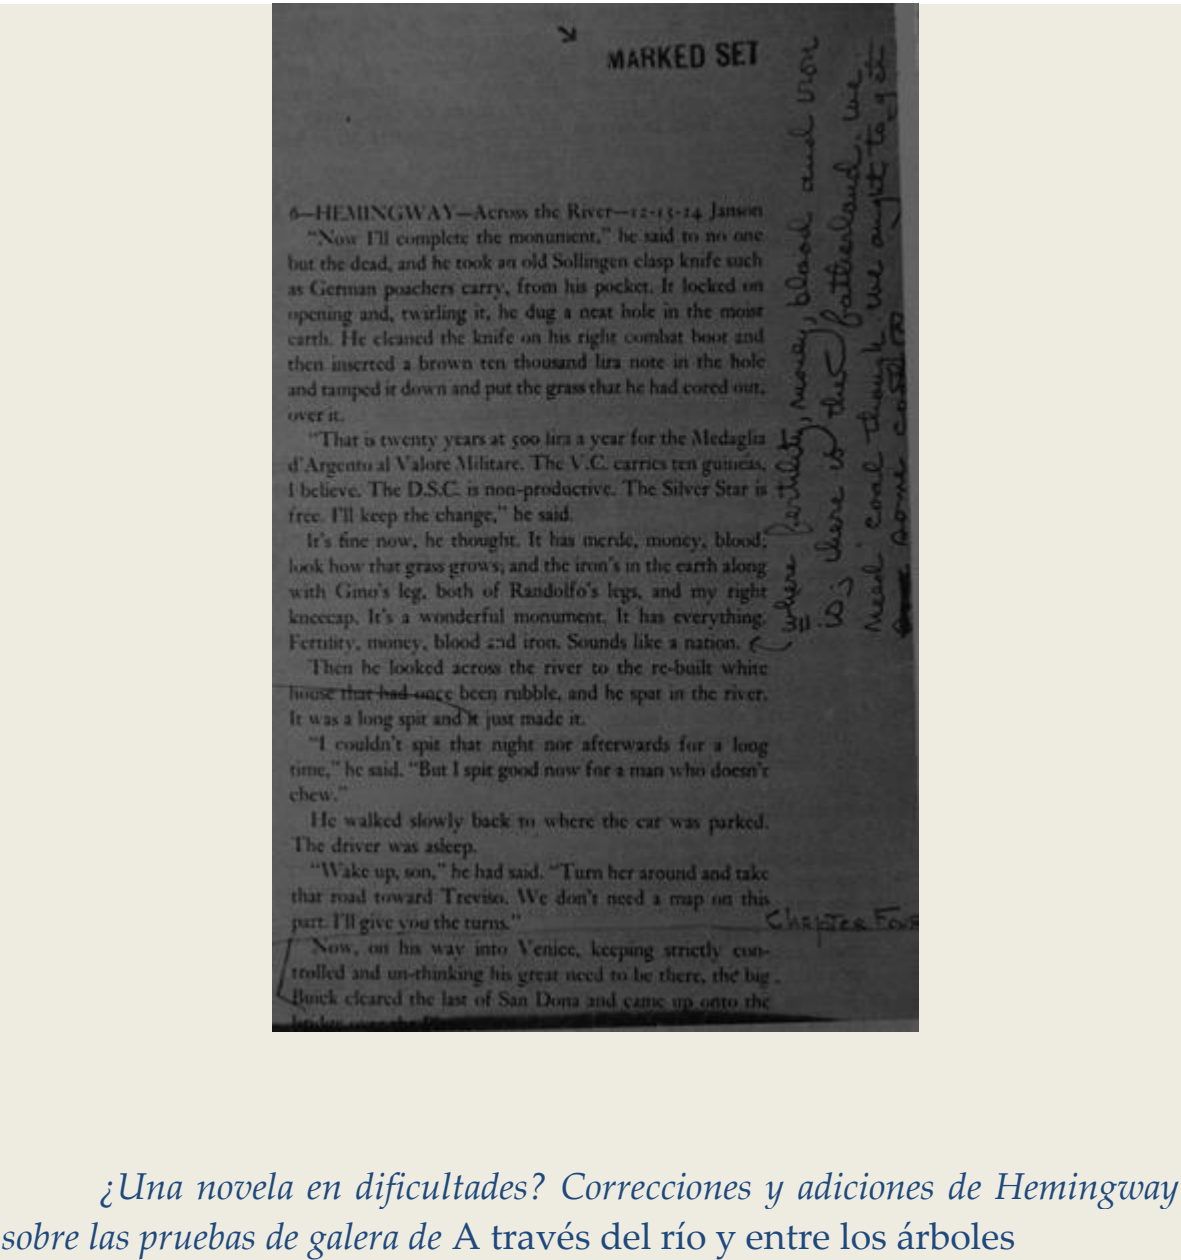 MARKED SET
6—HEMINGWAY—Across the River—12-15-24 Janson
"Now I'll complete the monument," he said to no one
but the dead, and he took an old Sollingen clasp knife such
as German poachers carry, from his pocket. It locked on
opening and, twirling it, he dug a neat hole in the moist
earth. He cleaned the knife on his right combat boot and
then inserted a brown ten thousand lira note in the hole
and tamped it down and put the grass that he had cored out,
over it.
"That is twenty years at 500 lira a year for the Medaglia
d'Argento al Valore Militare. The V.C. carries ten guineas,
I believe. The D.S.C. is non-productive. The Silver Star is
free. I'll keep the change," he said.
It's fine now, he thought. It has merde, money, blood;
look how that grass grows; and the iron's in the earth along
with Gino's leg, both of Randolfo's legs, and my right
kneecap. It's a wonderful monument. It has everything.
Fertility, money, blood and iron. Sounds like a nation.
where fertility, money, blood and iron
is; there is the fatherland. We
need coal though we ought to get
some coal
Then he looked across the river to the re-built white
house that had once been rubble, and he spat in the river.
It was a long spit and it just made it.
"I couldn't spit that night nor afterwards for a long
time," he said. "But I spit good now for a man who doesn't
chew."
He walked slowly back to where the car was parked.
The driver was asleep.
"Wake up, son," he had said. "Turn her around and take
that road toward Treviso. We don't need a map on this
part. I'll give you the turns."
Chapter Four
Now, on his way into Venice, keeping strictly con-
trolled and un-thinking his great need to be there, the big
Buick cleared the last of San Dona and came up onto the
¿Una novela en dificultades? Correcciones y adiciones de Hemingway
sobre las pruebas de galera de A través del río y entre los árboles